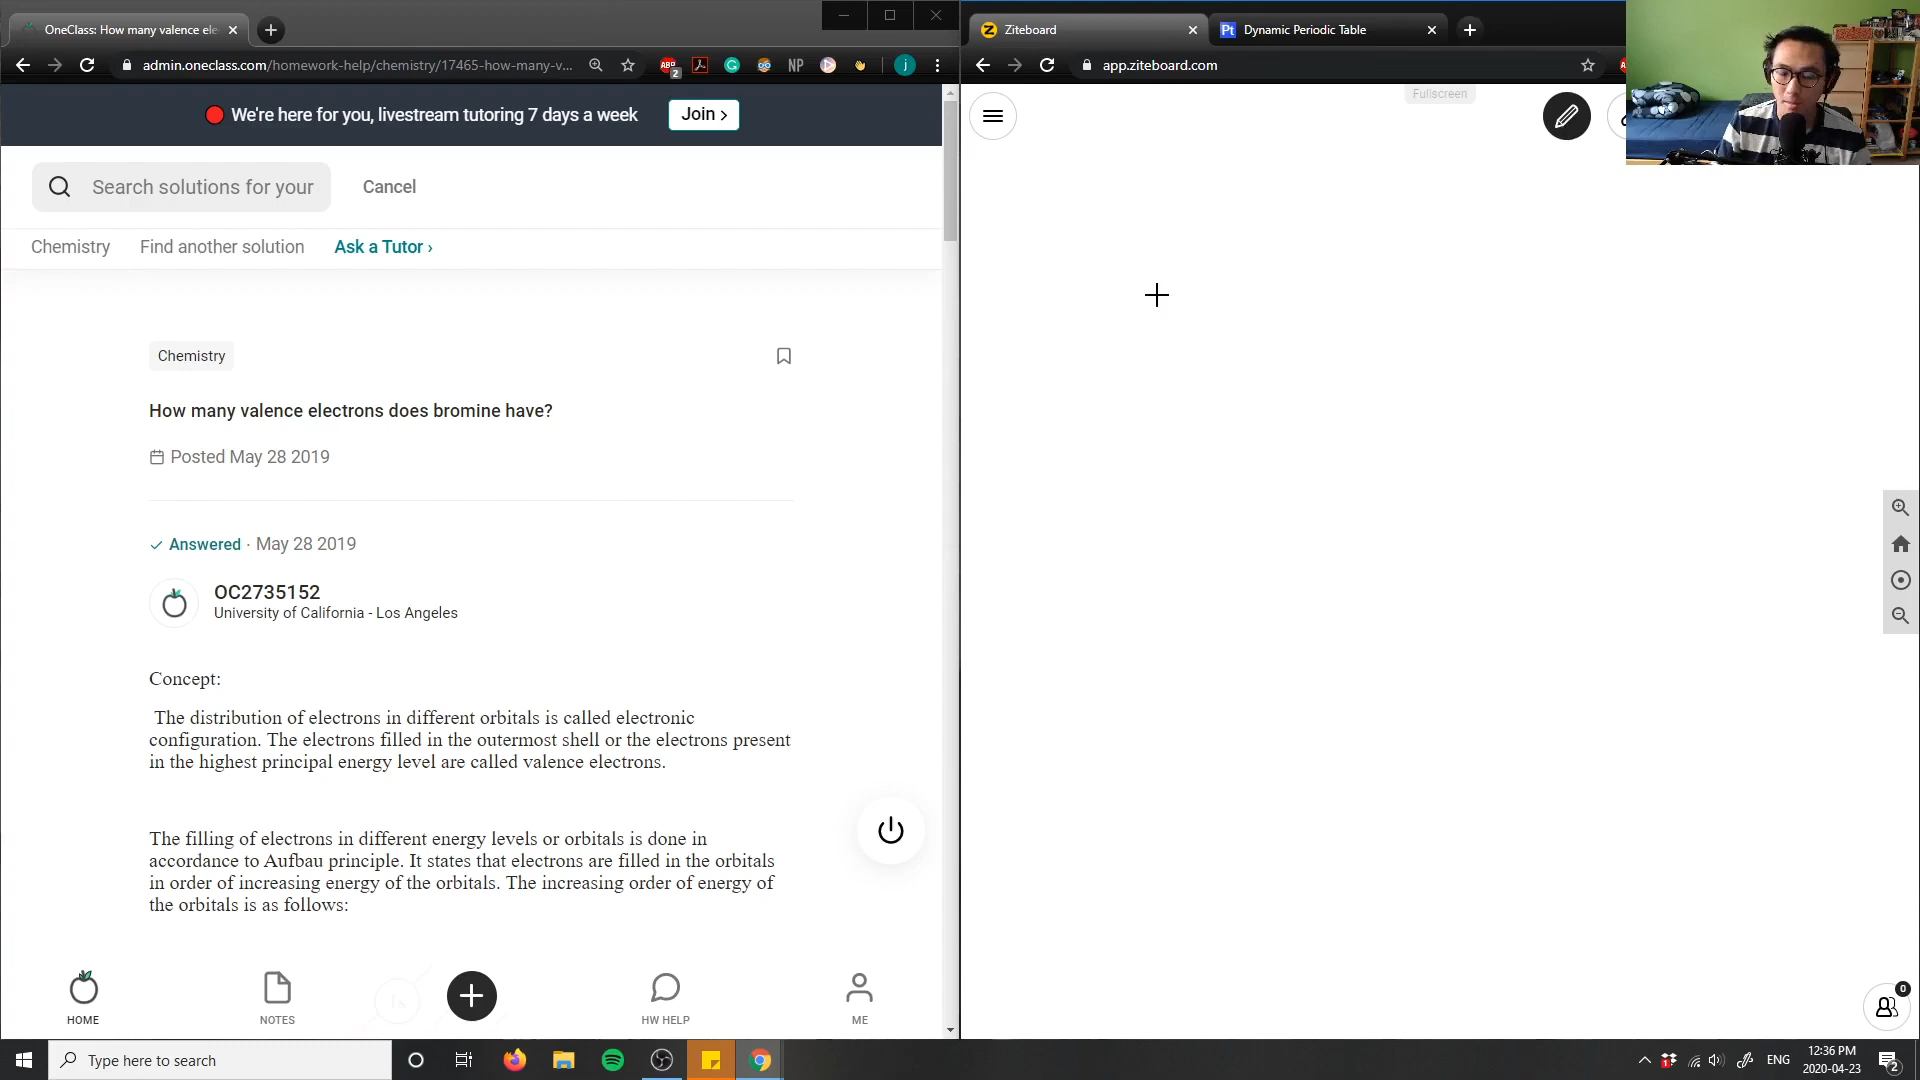 OneClass: How many valence ele
admin.oneclass.com/homework-help/chemistry/17465-how-many-v...
ABP
2
NP
j
We're here for you, livestream tutoring 7 days a week
Join >
Search solutions for your
Cancel
Chemistry
Find another solution
Ask a Tutor ›
Chemistry
How many valence electrons does bromine have?
Posted May 28 2019
Answered · May 28 2019
OC2735152
University of California - Los Angeles
Concept:
The distribution of electrons in different orbitals is called electronic
configuration. The electrons filled in the outermost shell or the electrons present
in the highest principal energy level are called valence electrons.
The filling of electrons in different energy levels or orbitals is done in
accordance to Aufbau principle. It states that electrons are filled in the orbitals
in order of increasing energy of the orbitals. The increasing order of energy of
the orbitals is as follows:
HOME
NOTES
HW HELP
ME
Ziteboard
Pt Dynamic Periodic Table
app.ziteboard.com
Fullscreen
0
Type here to search
ENG
12:36 PM
2020-04-23
2